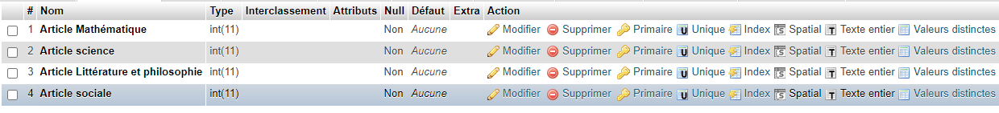 # Nom Type Interclassement Attributs Null Défaut Extra Action
1 Article Mathématique int(11) Non Aucune Modifier Supprimer Primaire Unique Index Spatial Texte entier Valeurs distinctes
2 Article science int(11) Non Aucune Modifier Supprimer Primaire Unique Index Spatial Texte entier Valeurs distinctes
3 Article Littérature et philosophie int(11) Non Aucune Modifier Supprimer Primaire Unique Index Spatial Texte entier Valeurs distinctes
4 Article sociale int(11) Non Aucune Modifier Supprimer Primaire Unique Index Spatial Texte entier Valeurs distinctes